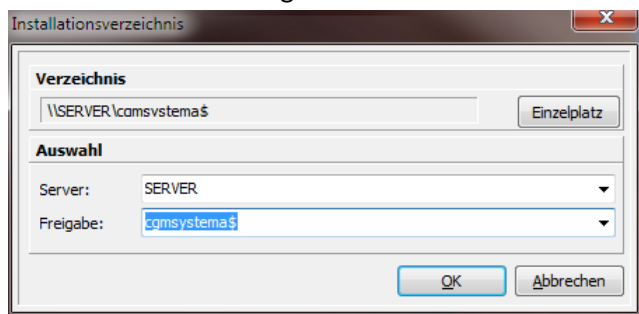 Installationsverzeichnis
Verzeichnis
\\SERVER\cgmsystema$
Einzelplatz
Auswahl
Server: SERVER
Freigabe: cgmsystema$
OK Abbrechen